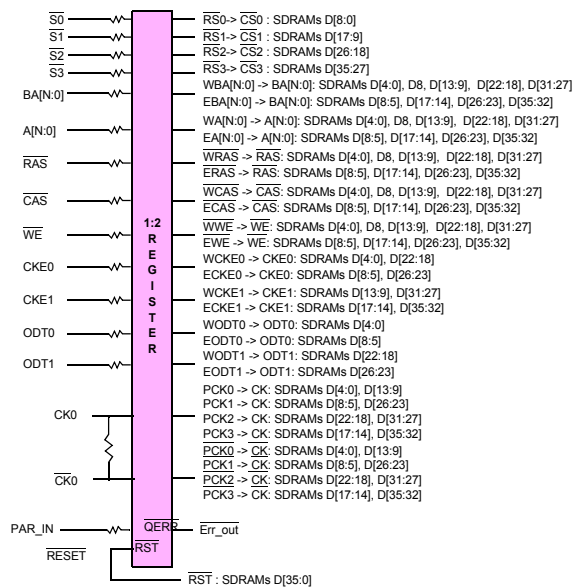 S0
RS0-> CS0 : SDRAMs D[8:0]
S1
RS1-> CS1 : SDRAMs D[17:9]
S2
RS2-> CS2 : SDRAMs D[26:18]
S3
RS3-> CS3 : SDRAMs D[35:27]
BA[N:0]
WBA[N:0] -> BA[N:0]: SDRAMs D[4:0], D8, D[13:9], D[22:18], D[31:27]
EBA[N:0] -> BA[N:0]: SDRAMs D[8:5], D[17:14], D[26:23], D[35:32]
A[N:0]
WA[N:0] -> A[N:0]: SDRAMs D[4:0], D8, D[13:9], D[22:18], D[31:27]
EA[N:0] -> A[N:0]: SDRAMs D[8:5], D[17:14], D[26:23], D[35:32]
RAS
WRAS -> RAS: SDRAMs D[4:0], D8, D[13:9], D[22:18], D[31:27]
ERAS -> RAS: SDRAMs D[8:5], D[17:14], D[26:23], D[35:32]
CAS
WCAS -> CAS: SDRAMs D[4:0], D8, D[13:9], D[22:18], D[31:27]
ECAS -> CAS: SDRAMs D[8:5], D[17:14], D[26:23], D[35:32]
WE
WWE -> WE: SDRAMs D[4:0], D8, D[13:9], D[22:18], D[31:27]
EWE -> WE: SDRAMs D[8:5], D[17:14], D[26:23], D[35:32]
CKE0
WCKE0 -> CKE0: SDRAMs D[4:0], D[22:18]
ECKE0 -> CKE0: SDRAMs D[8:5], D[26:23]
CKE1
WCKE1 -> CKE1: SDRAMs D[13:9], D[31:27]
ECKE1 -> CKE1: SDRAMs D[17:14], D[35:32]
ODT0
WODT0 -> ODT0: SDRAMs D[4:0]
EODT0 -> ODT0: SDRAMs D[8:5]
ODT1
WODT1 -> ODT1: SDRAMs D[22:18]
EODT1 -> ODT1: SDRAMs D[26:23]
1:2
REGISTER
CK0
PCK0 -> CK: SDRAMs D[4:0], D[13:9]
PCK1 -> CK: SDRAMs D[8:5], D[26:23]
PCK2 -> CK: SDRAMs D[22:18], D[31:27]
PCK3 -> CK: SDRAMs D[17:14], D[35:32]
CK0
PCK0 -> CK: SDRAMs D[4:0], D[13:9]
PCK1 -> CK: SDRAMs D[8:5], D[26:23]
PCK2 -> CK: SDRAMs D[22:18], D[31:27]
PCK3 -> CK: SDRAMs D[17:14], D[35:32]
PAR_IN
QERR
Err_out
RESET
RST
RST : SDRAMs D[35:0]